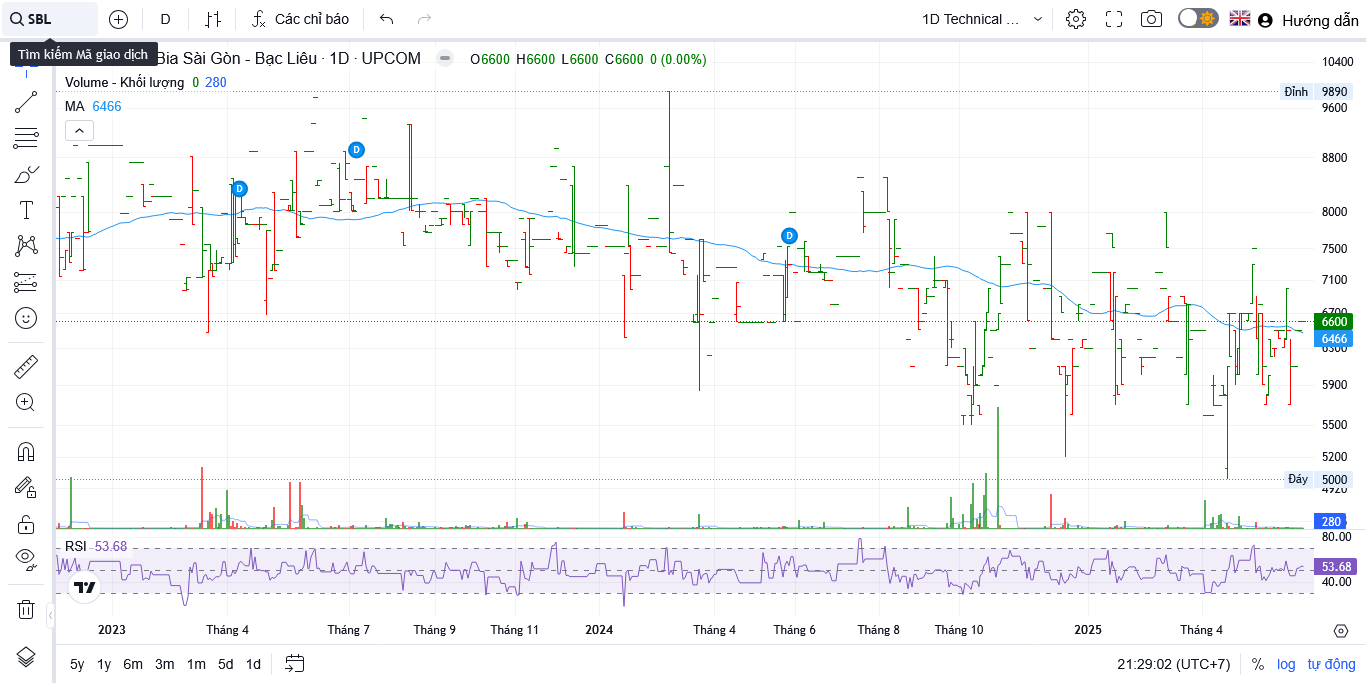 SBL
D
Các chỉ báo
1D Technical ...
Hướng dẫn
Tìm kiếm Mã giao dịch
Bia Sài Gòn - Bạc Liêu · 1D · UPCOM
O6600 H6600 L6600 C6600 0 (0.00%)
Volume - Khối lượng 0 280
MA 6466
10400
Đỉnh 9890
9600
8800
8000
7500
7100
6700
6600
6466
6300
5900
5500
5200
Đáy 5000
4920
280
D
D
D
RSI 53.68
80.00
53.68
40.00
2023 Tháng 4 Tháng 7 Tháng 9 Tháng 11 2024 Tháng 4 Tháng 6 Tháng 8 Tháng 10 2025 Tháng 4
5y 1y 6m 3m 1m 5d 1d
21:29:02 (UTC+7) % log tự động